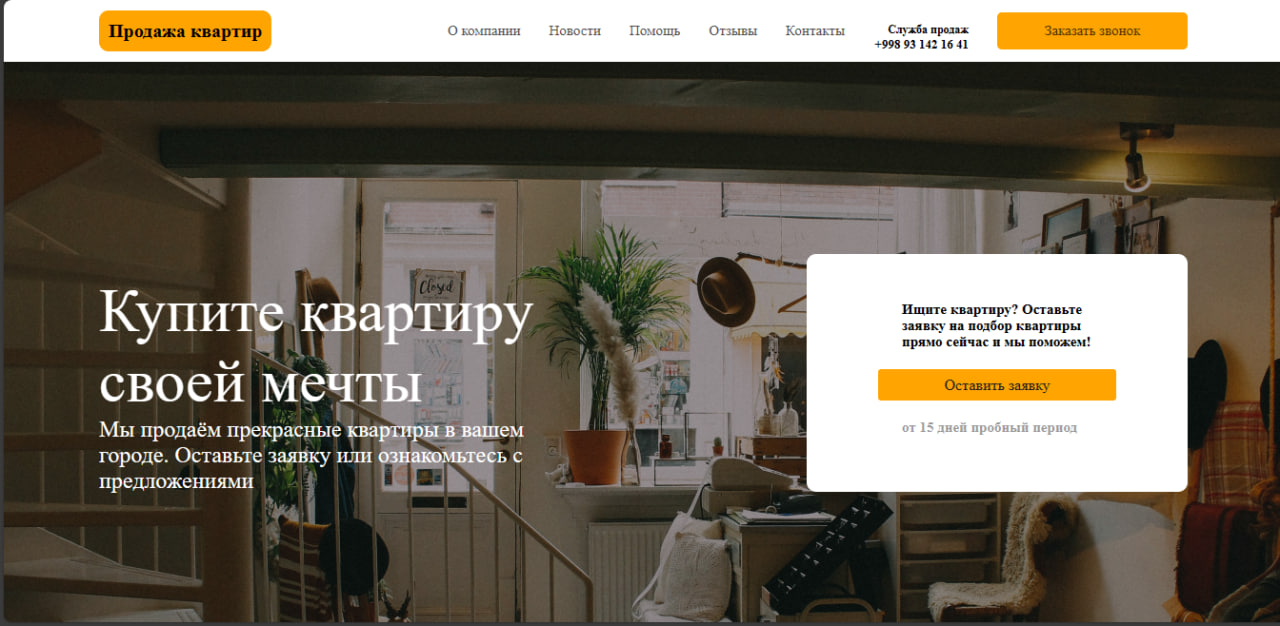 Продажа квартир
О компании
Новости
Помощь
Отзывы
Контакты
Служба продаж
+998 93 142 16 41
Заказать звонок
Closed
Купите квартиру
своей мечты
Мы продаём прекрасные квартиры в вашем
городе. Оставьте заявку или ознакомьтесь с
предложениями
Ищите квартиру? Оставьте
заявку на подбор квартиры
прямо сейчас и мы поможем!
Оставить заявку
от 15 дней пробный период